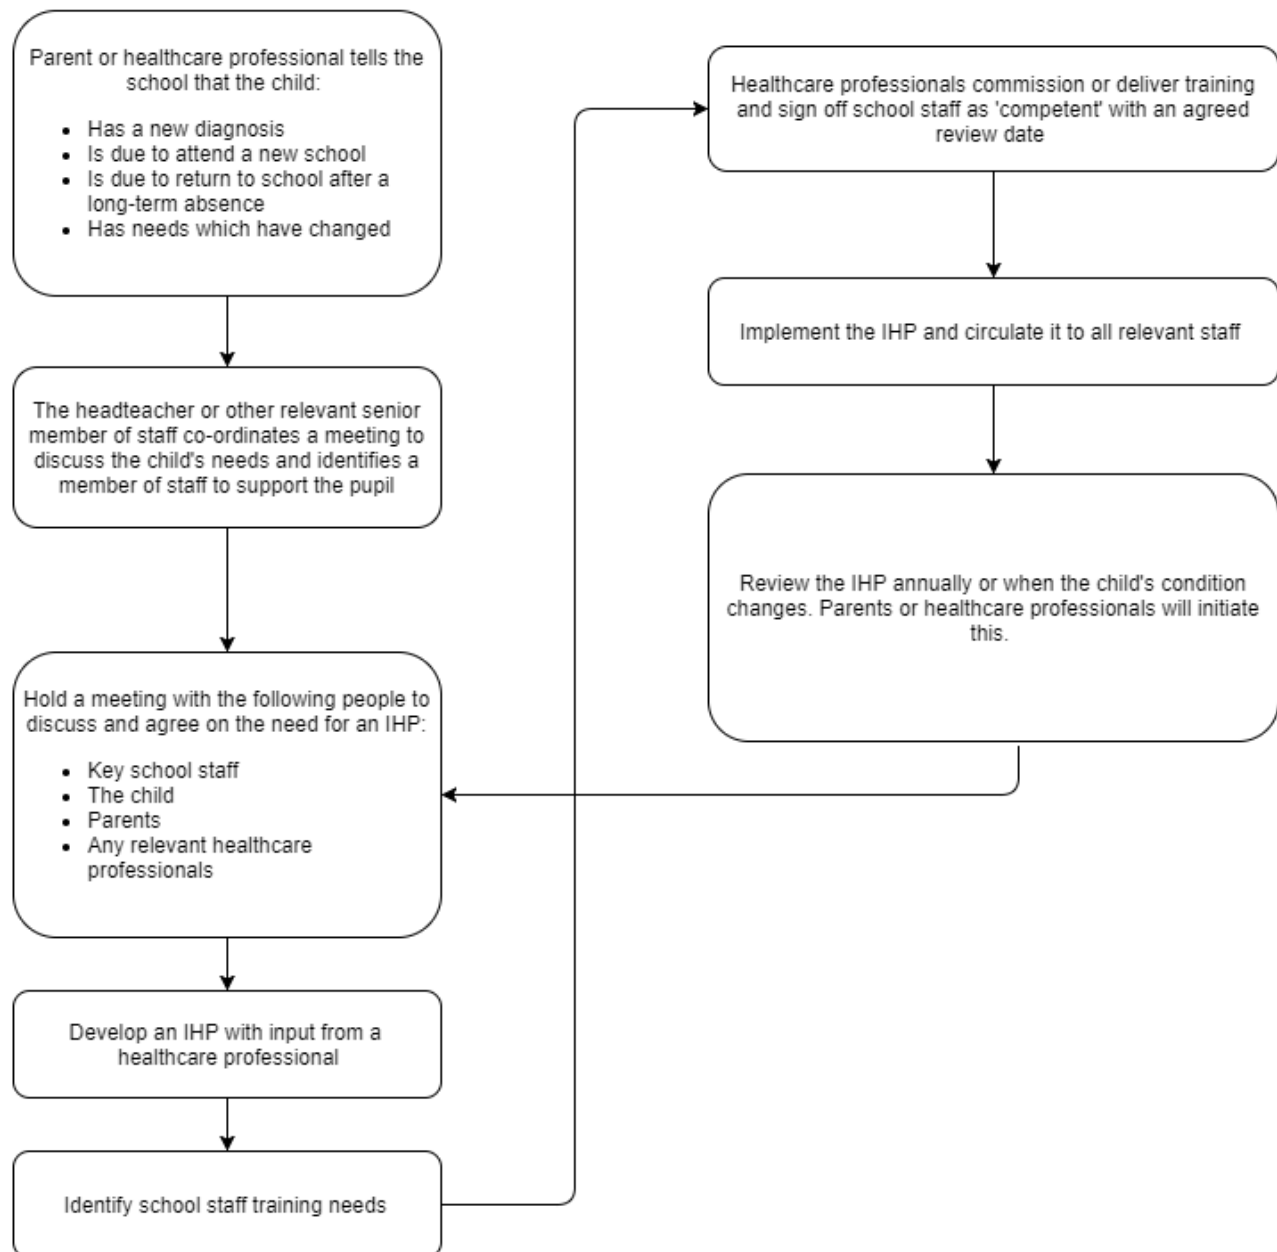 Parent or healthcare professional tells the
school that the child:
• Has a new diagnosis
• Is due to attend a new school
• Is due to return to school after a
long-term absence
• Has needs which have changed
The headteacher or other relevant senior
member of staff co-ordinates a meeting to
discuss the child's needs and identifies a
member of staff to support the pupil
Hold a meeting with the following people to
discuss and agree on the need for an IHP:
• Key school staff
• The child
• Parents
• Any relevant healthcare
professionals
Develop an IHP with input from a
healthcare professional
Identify school staff training needs
Healthcare professionals commission or deliver training
and sign off school staff as 'competent' with an agreed
review date
Implement the IHP and circulate it to all relevant staff
Review the IHP annually or when the child's condition
changes. Parents or healthcare professionals will initiate
this.